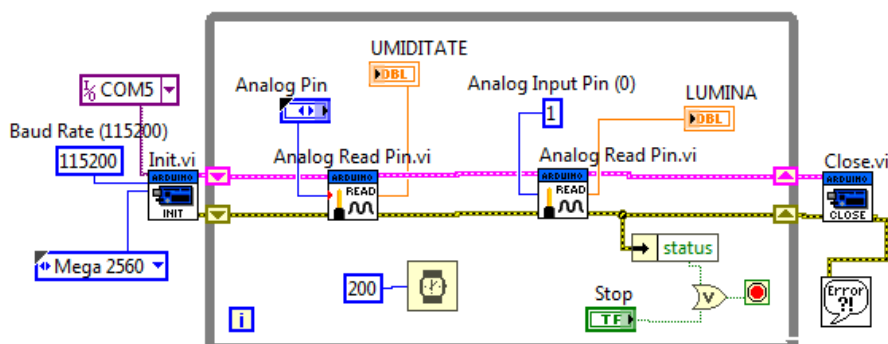 UMIDITATE
I/O COM5
DBL
Analog Pin
Analog Input Pin (0)
LUMINA
1
DBL
Baud Rate (115200)
115200
Init.vi
Analog Read Pin.vi
Analog Read Pin.vi
Close.vi
ARDUINO
ARDUINO
ARDUINO
ARDUINO
READ
READ
INIT
CLOSE
status
Mega 2560
200
Stop
V
Error
?!
i
TF